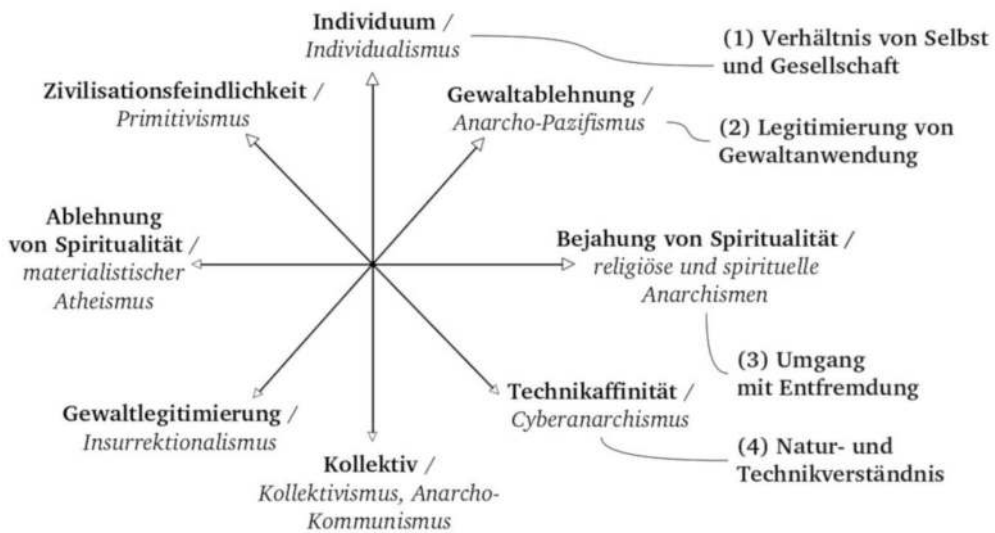 Individuum /
Individualismus
(1) Verhältnis von Selbst
und Gesellschaft
Zivilisationsfeindlichkeit /
Primitivismus
Gewaltablehnung /
Anarcho-Pazifismus
(2) Legitimierung von
Gewaltanwendung
Ablehnung
von Spiritualität /
materialistischer
Atheismus
Bejahung von Spiritualität /
religiöse und spirituelle
Anarchismen
(3) Umgang
mit Entfremdung
Gewaltlegitimierung /
Insurrektionalismus
Technikaffinität /
Cyberanarchismus
(4) Natur- und
Technikverständnis
Kollektiv /
Kollektivismus, Anarcho-
Kommunismus